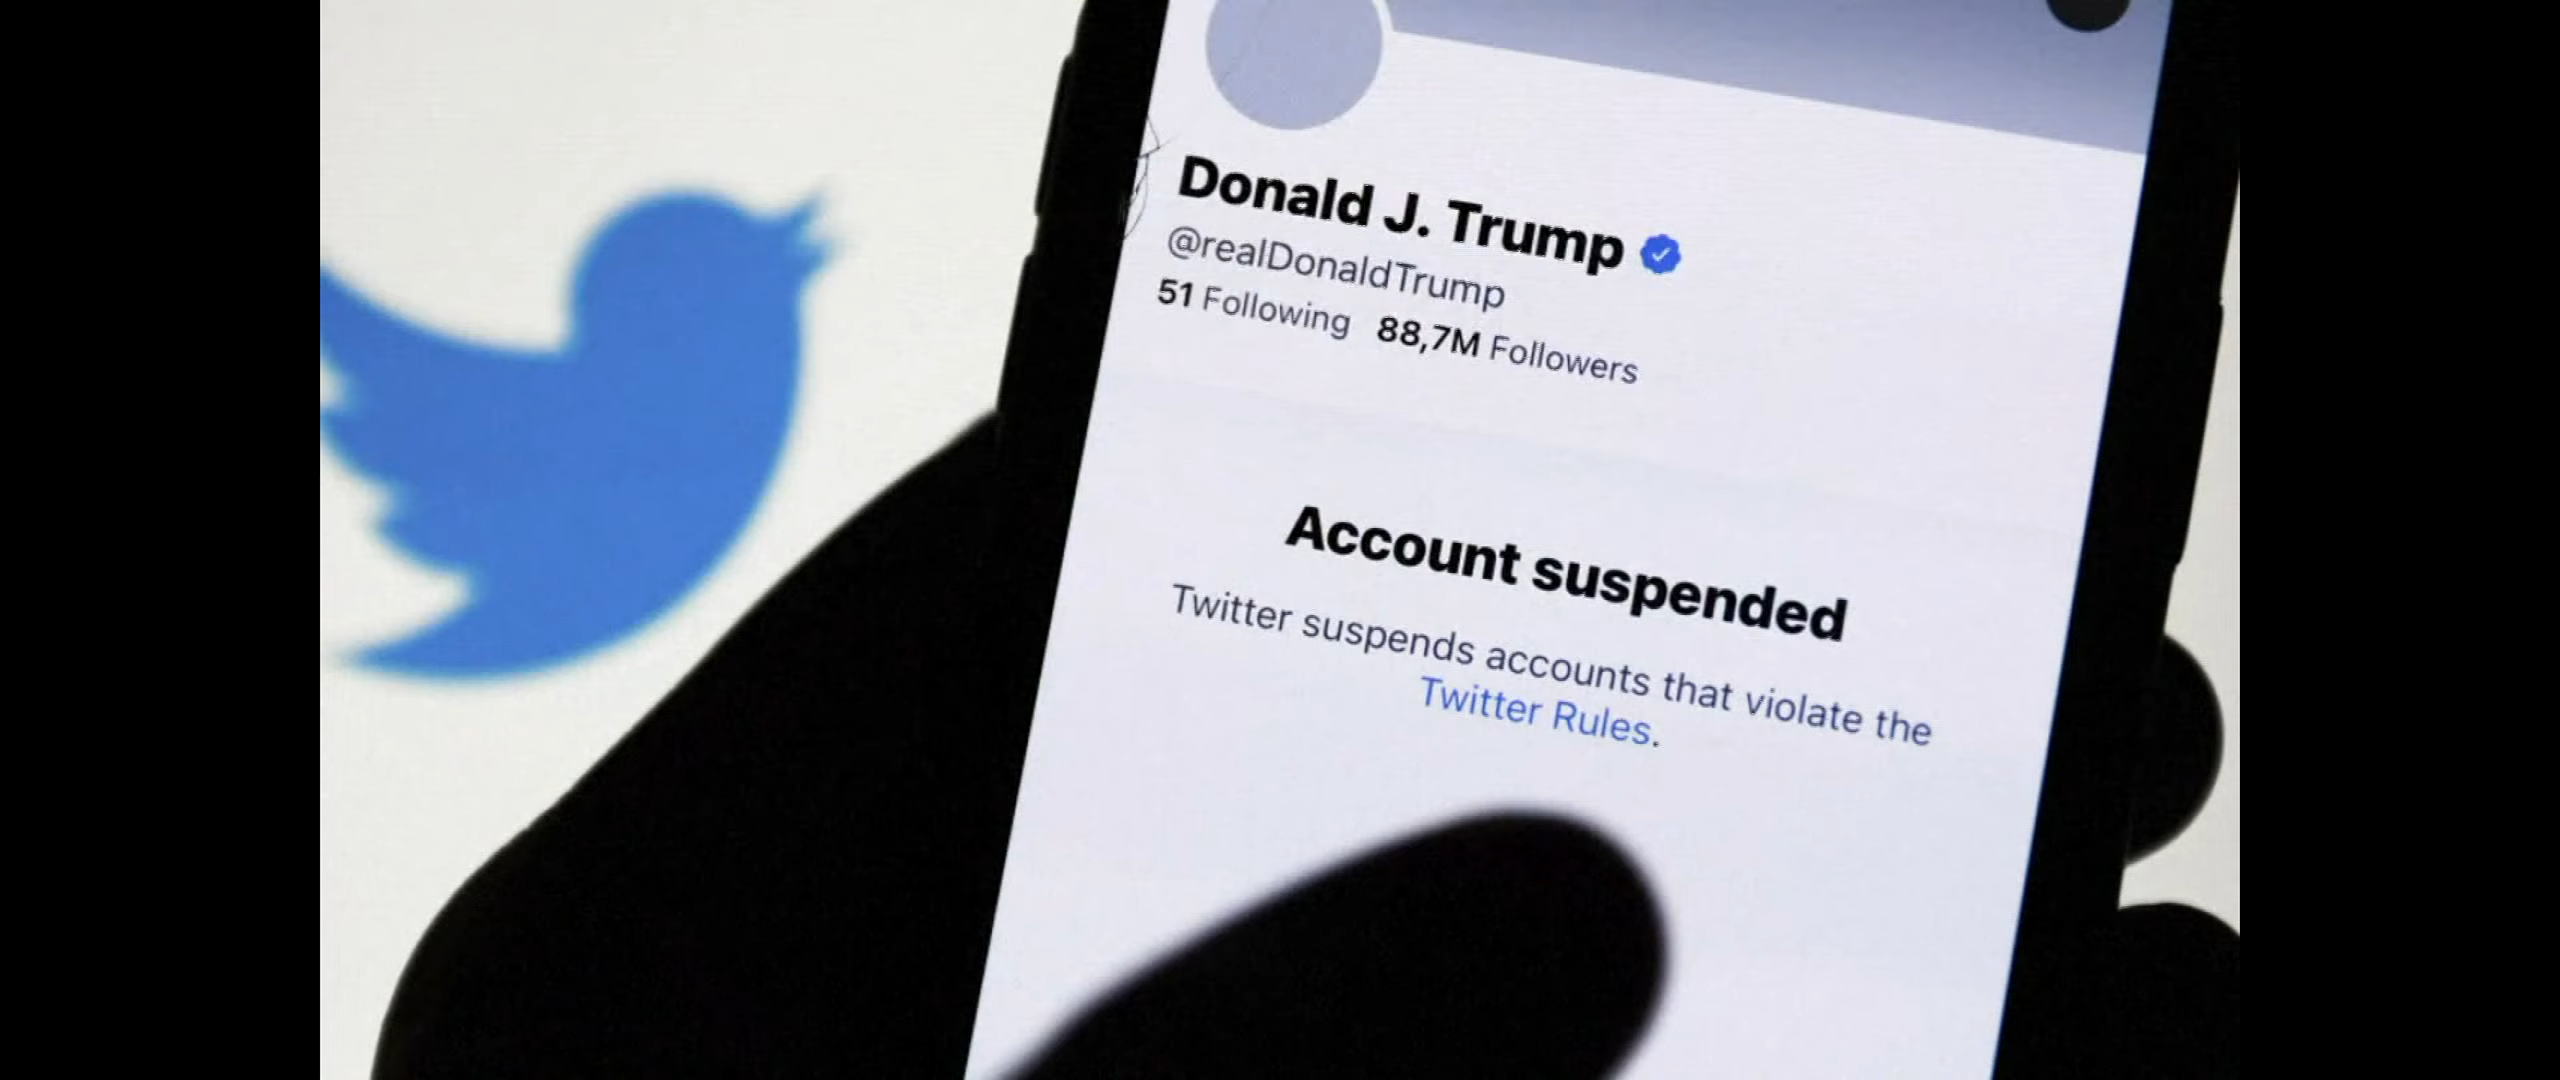 Donald J. Trump
@realDonaldTrump
51 Following 88,7M Followers
Account suspended
Twitter suspends accounts that violate the
Twitter Rules.